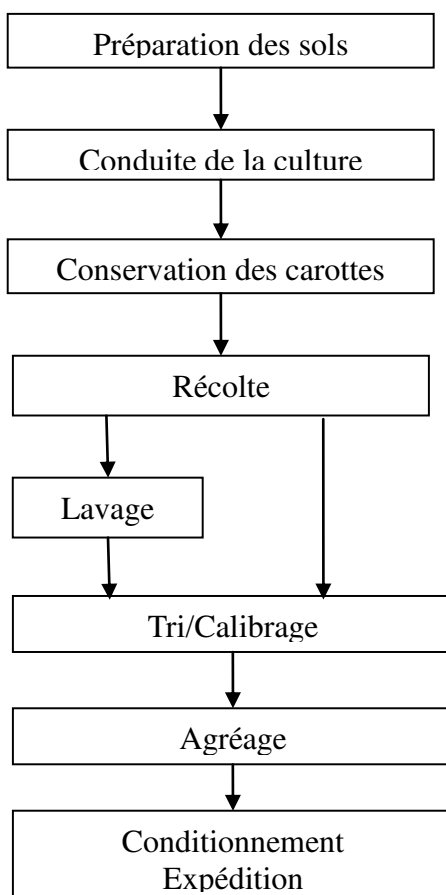 Préparation des sols
Conduite de la culture
Conservation des carottes
Récolte
Lavage
Tri/Calibrage
Agréage
Conditionnement
Expédition